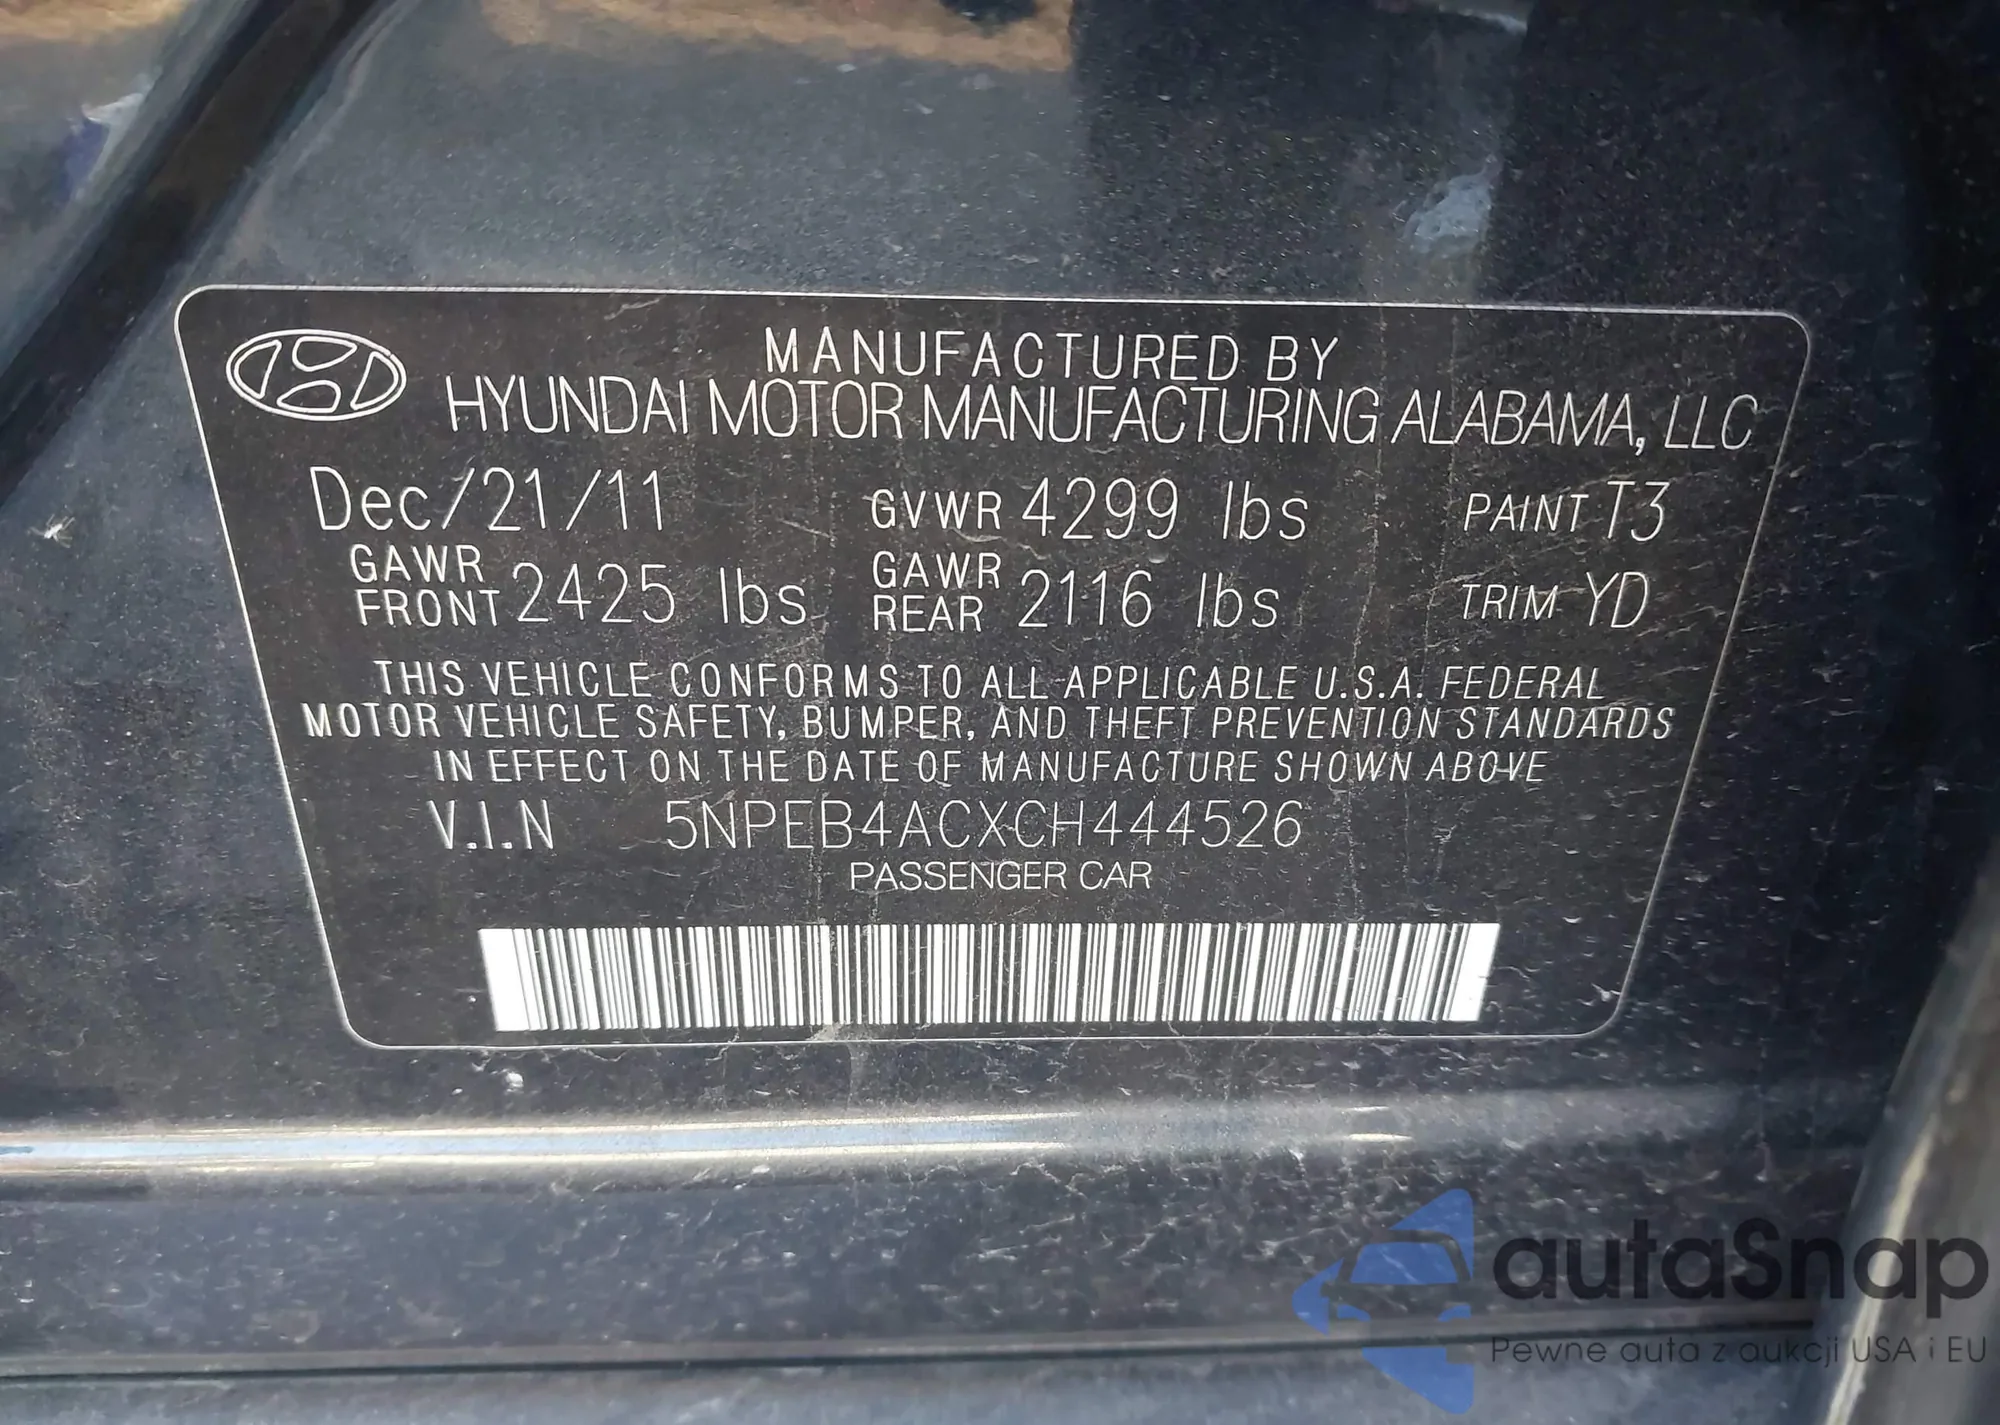 MANUFACTURED BY
HYUNDAI MOTOR MANUFACTURING ALABAMA, LLC
Dec/21/11 GVWR 4299 lbs PAINT T3
GAWR FRONT 2425 lbs GAWR REAR 2116 lbs TRIM YD
THIS VEHICLE CONFORMS TO ALL APPLICABLE U.S.A. FEDERAL
MOTOR VEHICLE SAFETY, BUMPER, AND THEFT PREVENTION STANDARDS
IN EFFECT ON THE DATE OF MANUFACTURE SHOWN ABOVE
V.I.N 5NPEB4ACXCH444526
PASSENGER CAR
autaSnap
Pewne auta z aukcji USA i EU